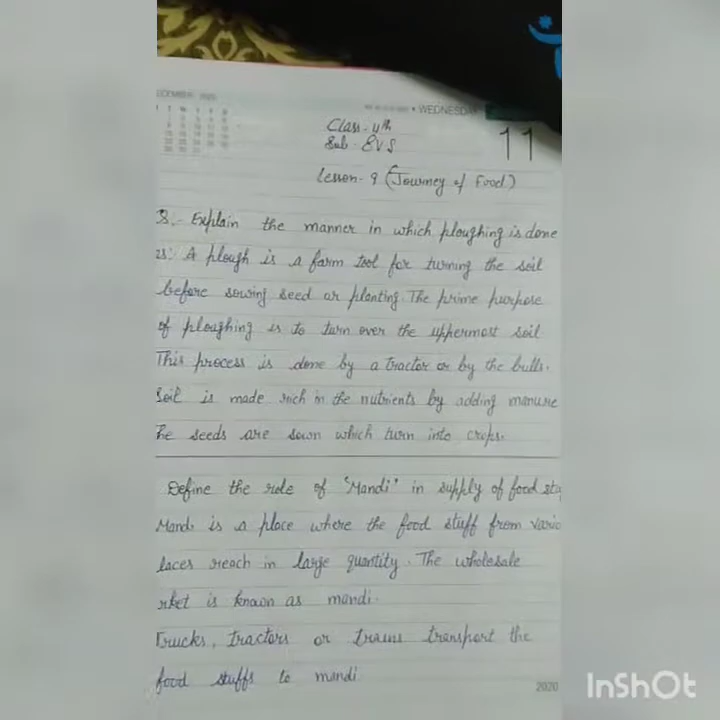 WEDNESDAY
11
Class - 4th
Sub - EVS
Lesson - 9 (Journey of Food)
Explain the manner in which ploughing is done
A plough is a farm tool for turning the soil
before sowing seed or planting. The prime purpose
of ploughing is to turn over the uppermost soil
This process is done by a tractor or by the bulls.
Soil is made rich in the nutrients by adding manure
The seeds are sown which turn into crops.
Define the role of 'Mandi' in supply of food
Mandi is a place where the food stuff from
laces reach in large quantity. The wholesale
rket is known as mandi.
Trucks, tractors or trains transport the
food stuffs to mandi
2020
InShOt